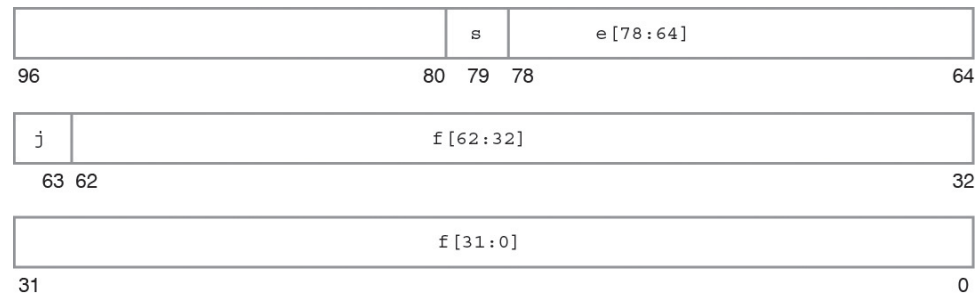 s e[78:64]
96 80 79 78 64
j f[62:32]
63 62 32
f[31:0]
31 0